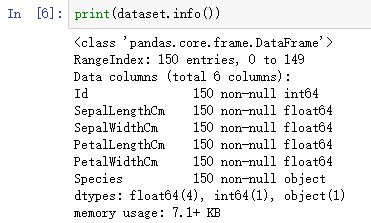 In [6]: print(dataset.info())
<class 'pandas.core.frame.DataFrame'>
RangeIndex: 150 entries, 0 to 149
Data columns (total 6 columns):
Id               150 non-null int64
SepalLengthCm    150 non-null float64
SepalWidthCm     150 non-null float64
PetalLengthCm    150 non-null float64
PetalWidthCm     150 non-null float64
Species          150 non-null object
dtypes: float64(4), int64(1), object(1)
memory usage: 7.1+ KB